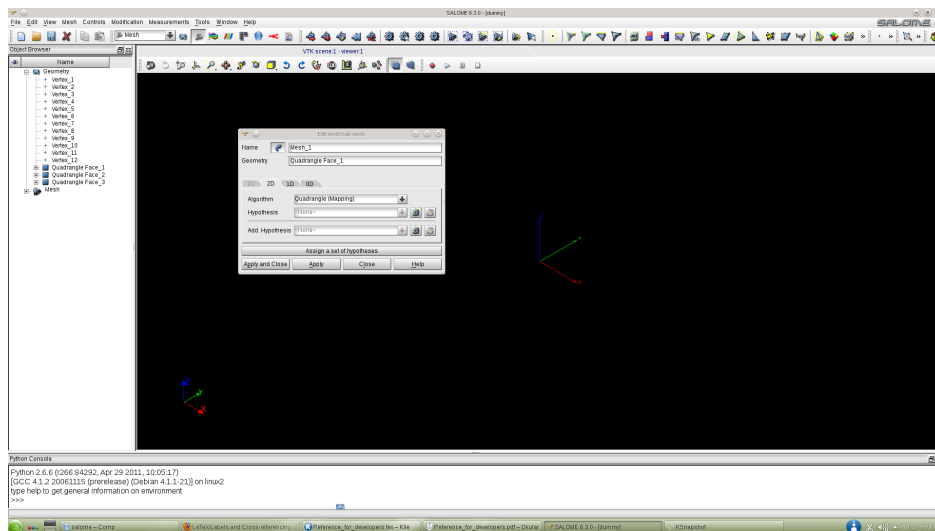 SALOME 6.3.0 - [dummy]
File Edit View Mesh Controls Modification Measurements Tools Window Help
SALOME
Mesh
Object Browser
VTK scene:1 - viewer:1
Name
Geometry
Vertex_1
Vertex_2
Vertex_3
Vertex_4
Vertex_5
Vertex_6
Vertex_7
Vertex_8
Vertex_9
Vertex_10
Vertex_11
Vertex_12
Quadrangle Face_1
Quadrangle Face_2
Quadrangle Face_3
Mesh
Edit mesh/sub-mesh
Name Mesh_1
Geometry Quadrangle Face_1
3D 2D 1D 0D
Algorithm Quadrangle (Mapping)
Hypothesis <None>
Add. Hypothesis <None>
Assign a set of hypotheses
Apply and Close Apply Close Help
Z
Y
X
Python Console
Python 2.6.6 (r266:84292, Apr 29 2011, 10:05:17)
[GCC 4.1.2 20061115 (prerelease) (Debian 4.1.1-21)] on linux2
type help to get general information on environment
>>>
salome – Comp
LaTeX/Labels and Cross-referencing
Reference_for_developers.tex – Kile
Reference_for_developers.pdf – Okular
SALOME 6.3.0 - [dummy]
KSnapshot